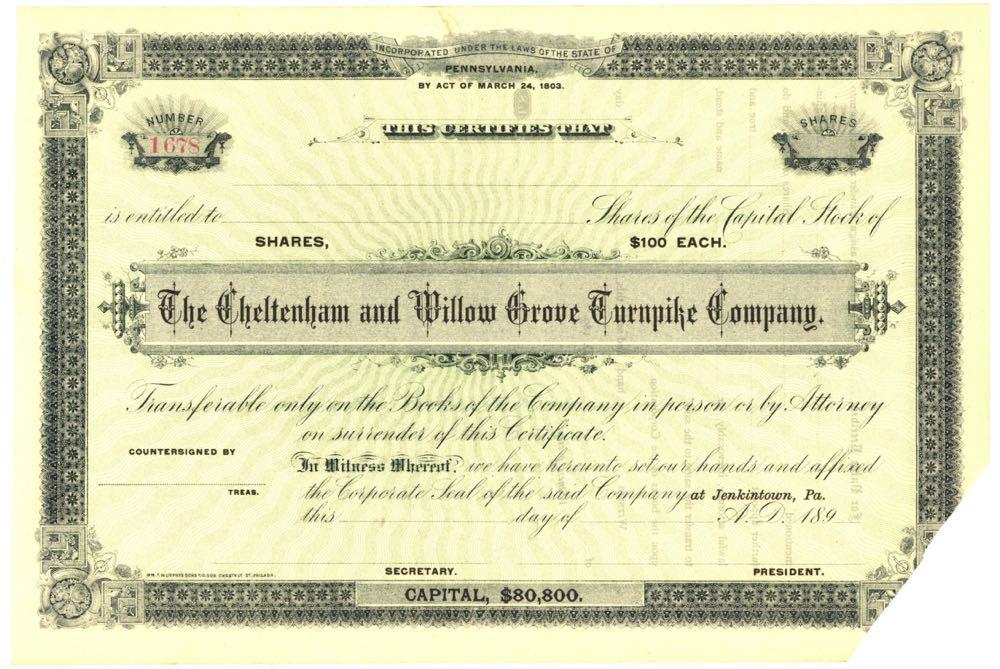 INCORPORATED UNDER THE LAWS OF THE STATE OF
PENNSYLVANIA,
BY ACT OF MARCH 24, 1803.
NUMBER
1678
THIS CERTIFIES THAT
SHARES
is entitled to Shares of the Capital Stock of
SHARES, $100 EACH.
The Cheltenham and Willow Grove Turnpike Company.
Transferable only on the Books of the Company in person or by Attorney
on surrender of this Certificate.
COUNTERSIGNED BY
TREAS.
In Witness Whereof, we have hereunto set our hands and affixed
the Corporate Seal of the said Company at Jenkintown, Pa.
this day of A. D. 189
SECRETARY. PRESIDENT.
CAPITAL, $80,800.